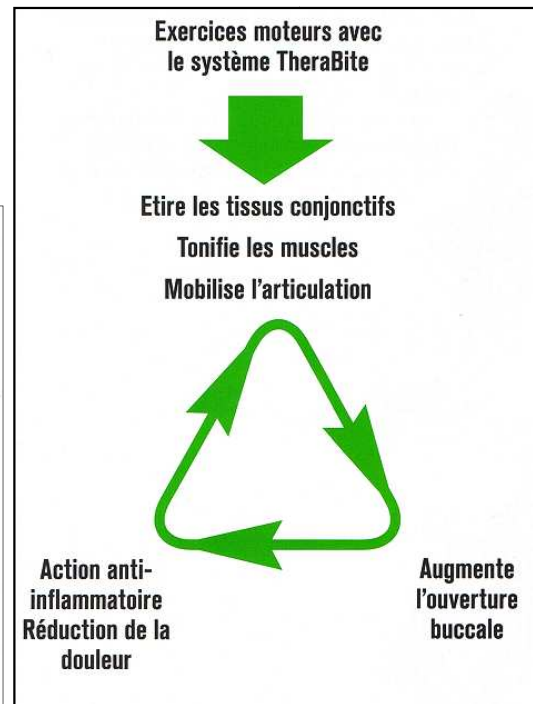 Exercices moteurs avec
le système TheraBite
Etire les tissus conjonctifs
Tonifie les muscles
Mobilise l'articulation
Action anti-
inflammatoire
Réduction de la
douleur
Augmente
l'ouverture
buccale